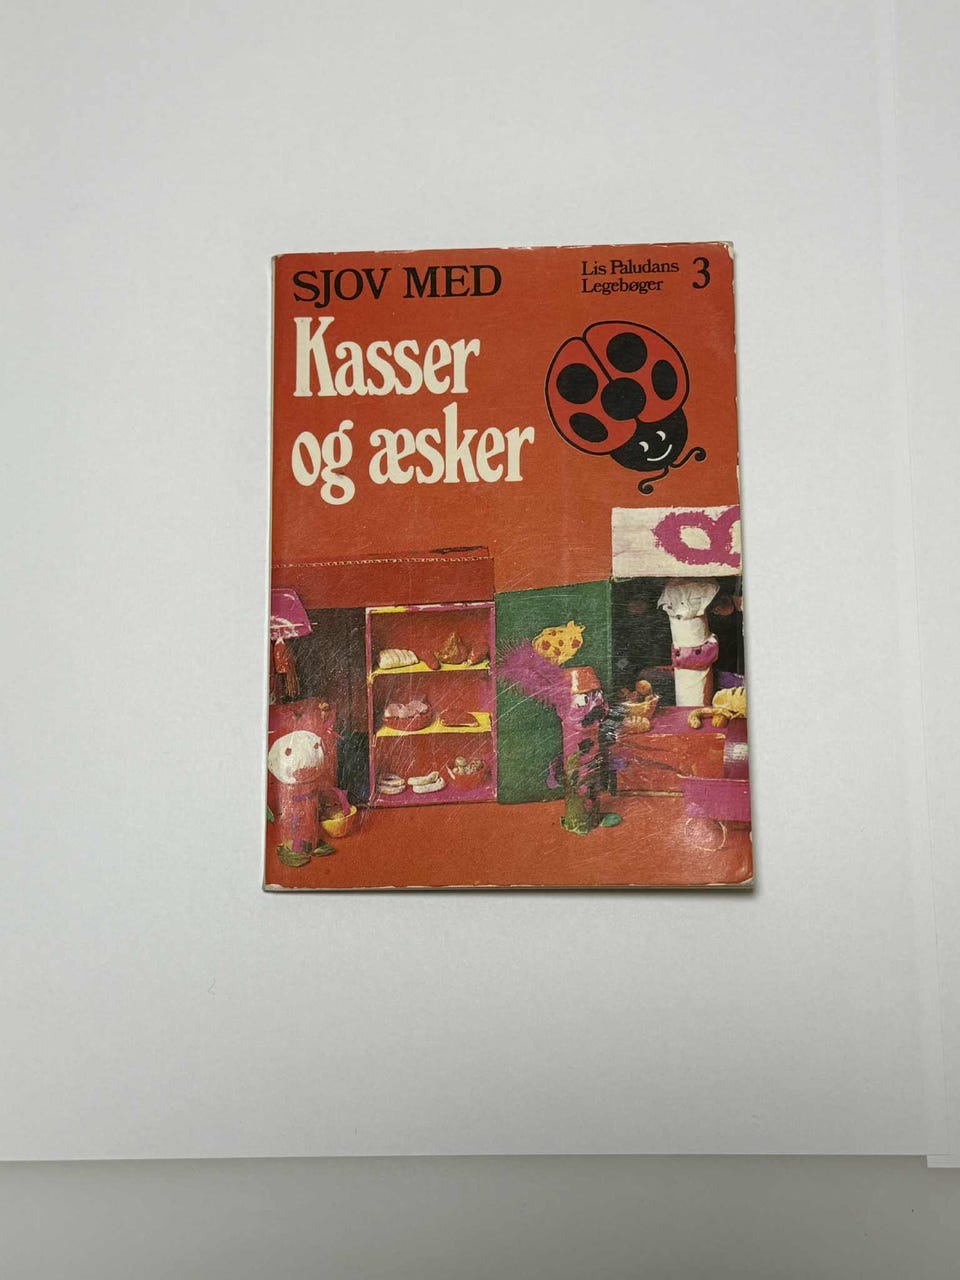 SJOV MED
Kasser
og æsker
Lis Paludans
Legebøger 3
B